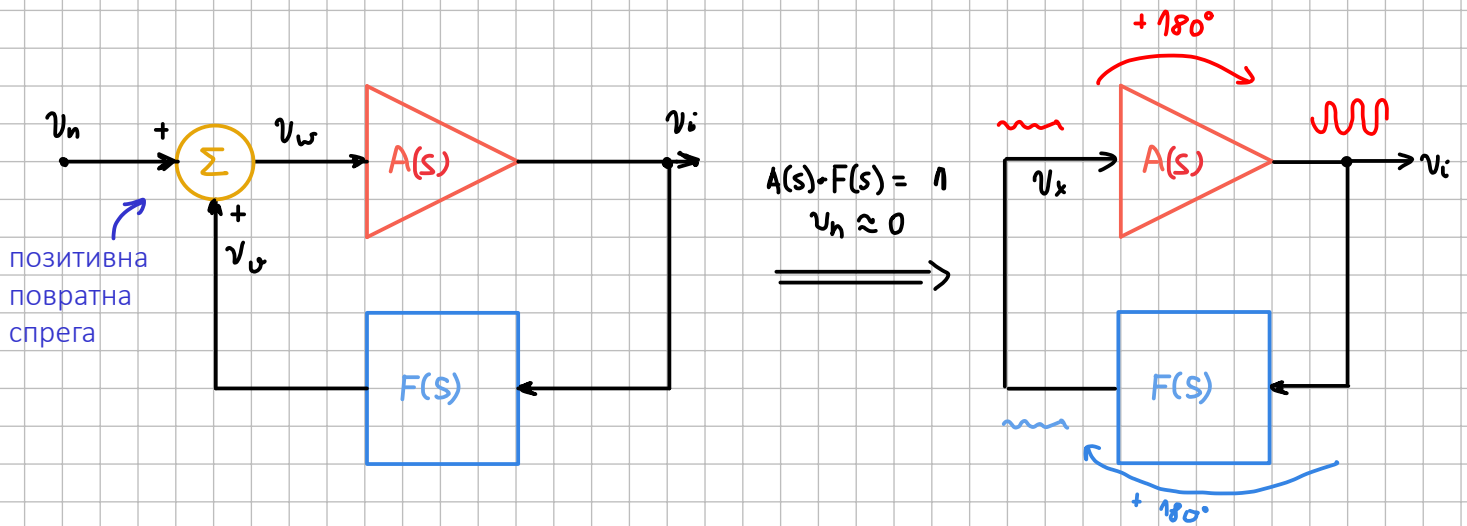 + 180°
vn
+
Σ
vw
A(s)
vi
+
vv
позитивна
повратна
спрега
F(s)
A(s)·F(s) = 1
vn ≈ 0
vx
A(s)
vi
F(s)
+ 180°